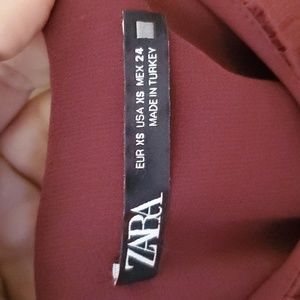 ZARA
EUR XS USA XS MEX 24
MADE IN TURKEY